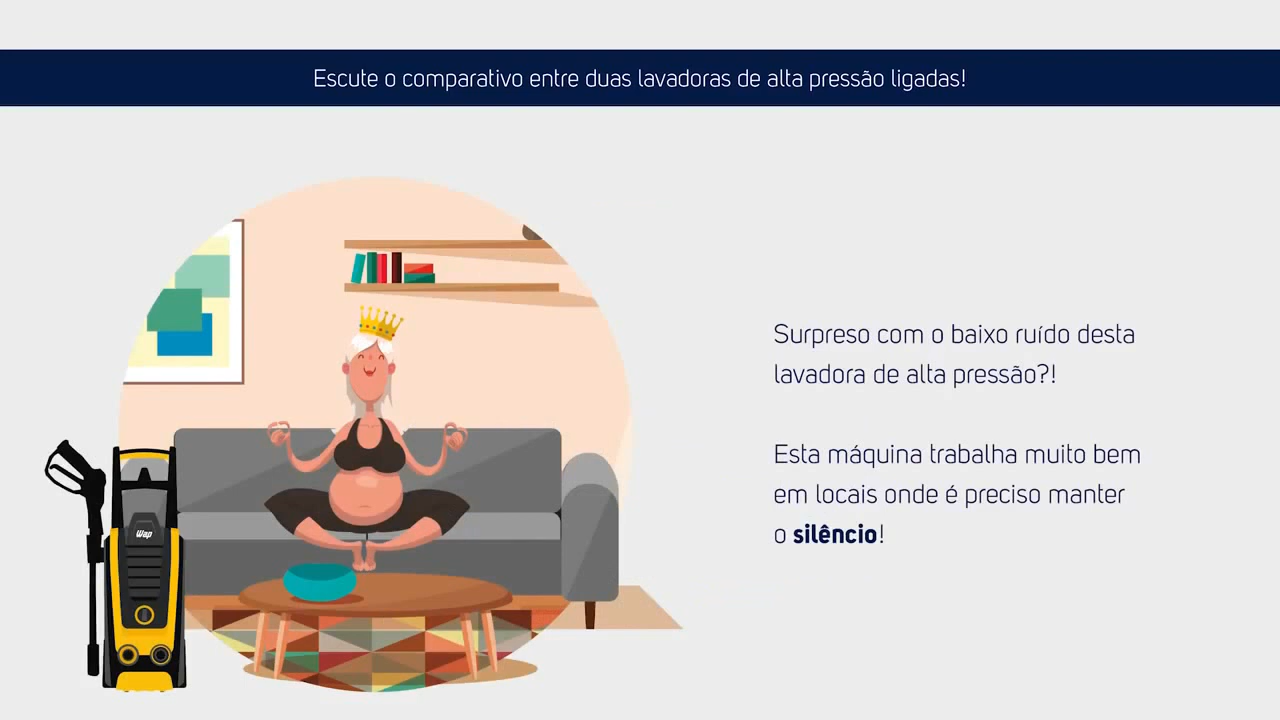 Escute o comparativo entre duas lavadoras de alta pressão ligadas!
Surpreso com o baixo ruído desta
lavadora de alta pressão?!
Esta máquina trabalha muito bem
em locais onde é preciso manter
o silêncio!
Wap